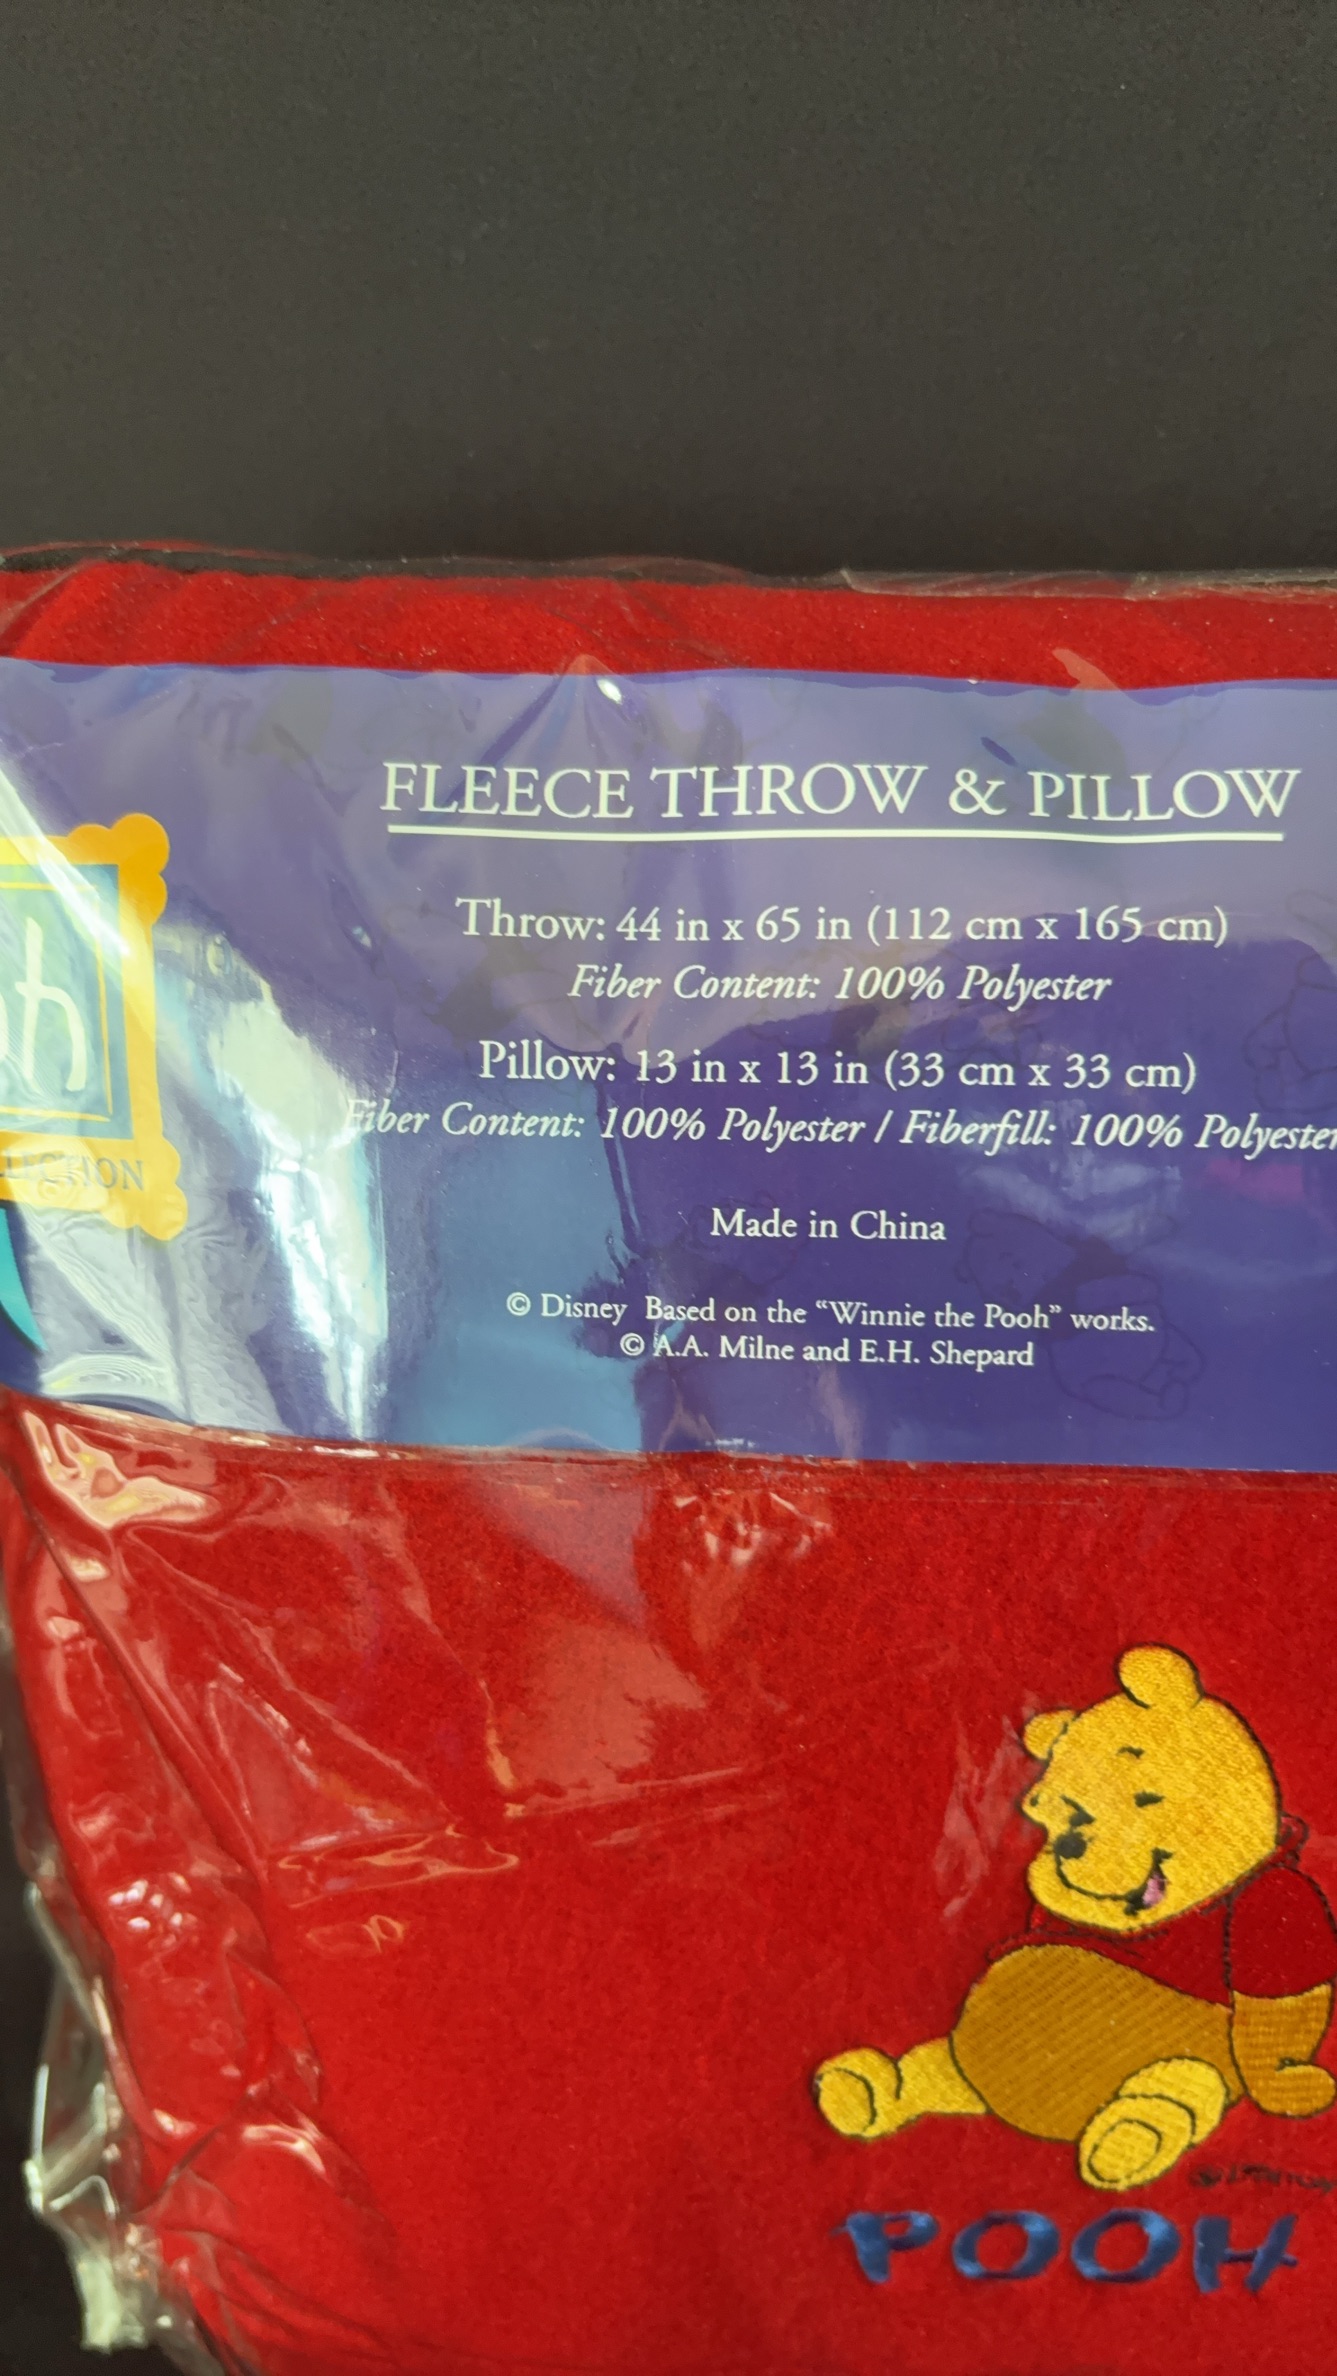 FLEECE THROW & PILLOW
Throw: 44 in x 65 in (112 cm x 165 cm)
Fiber Content: 100% Polyester
Pillow: 13 in x 13 in (33 cm x 33 cm)
Fiber Content: 100% Polyester / Fiberfill: 100% Polyester
Made in China
© Disney Based on the “Winnie the Pooh” works.
© A.A. Milne and E.H. Shepard
POOH